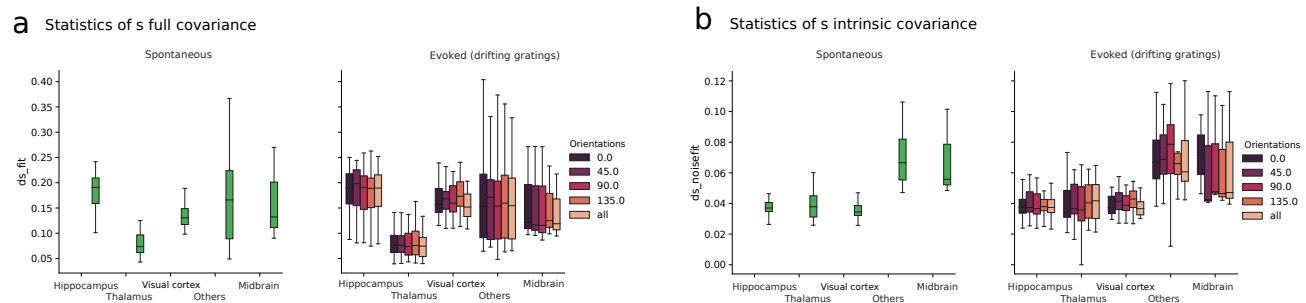 a Statistics of s full covariance
Spontaneous
Evoked (drifting gratings)
ds_fit
0.40
0.35
0.30
0.25
0.20
0.15
0.10
0.05
Hippocampus Visual cortex Midbrain
Thalamus Others
Hippocampus Visual cortex Midbrain
Thalamus Others
Orientations
0.0
45.0
90.0
135.0
all
b Statistics of s intrinsic covariance
Spontaneous
Evoked (drifting gratings)
ds_noisefit
0.12
0.10
0.08
0.06
0.04
0.02
0.00
Hippocampus Visual cortex Midbrain
Thalamus Others
Hippocampus Visual cortex Midbrain
Thalamus Others
Orientations
0.0
45.0
90.0
135.0
all